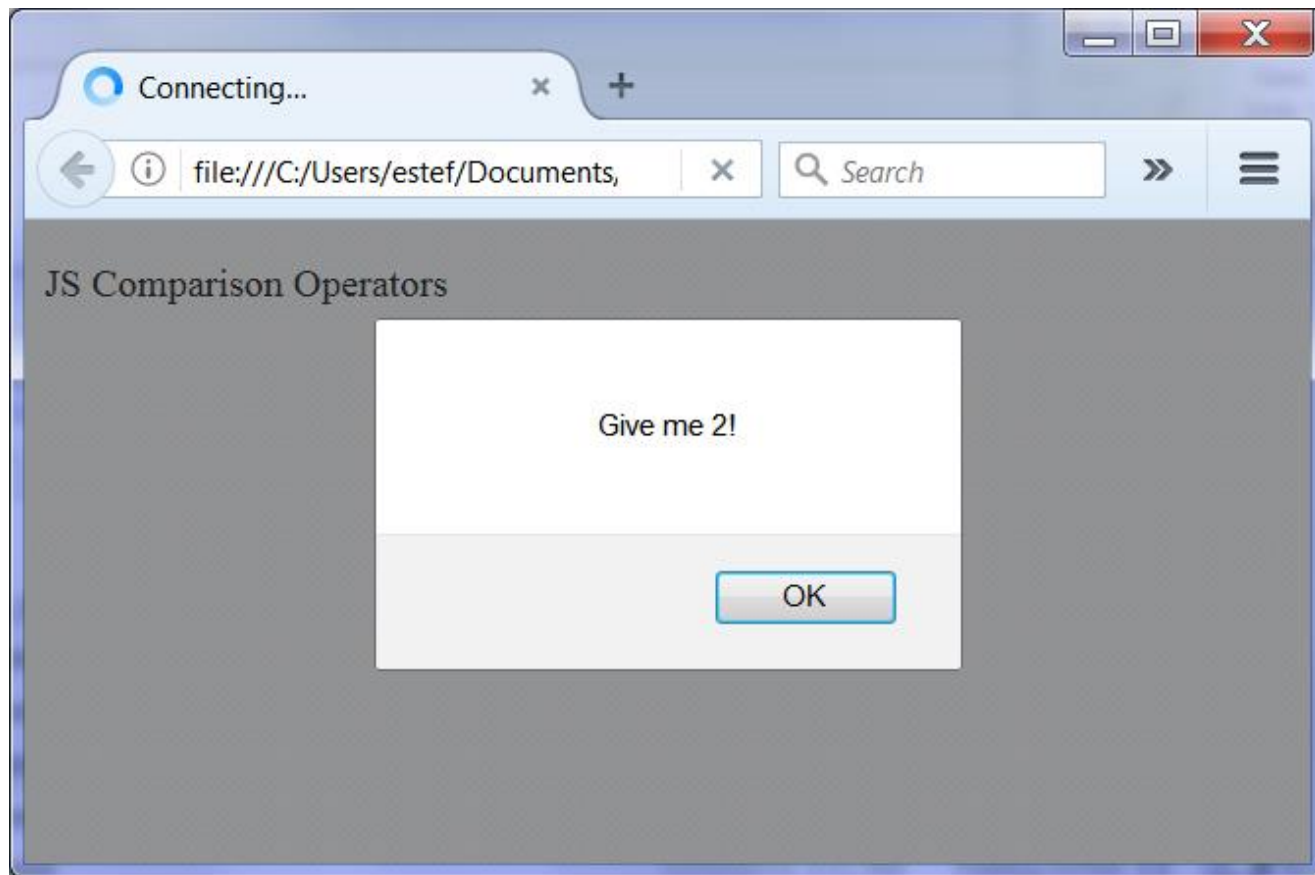 Connecting...
file:///C:/Users/estef/Documents,
Search
JS Comparison Operators
Give me 2!
OK